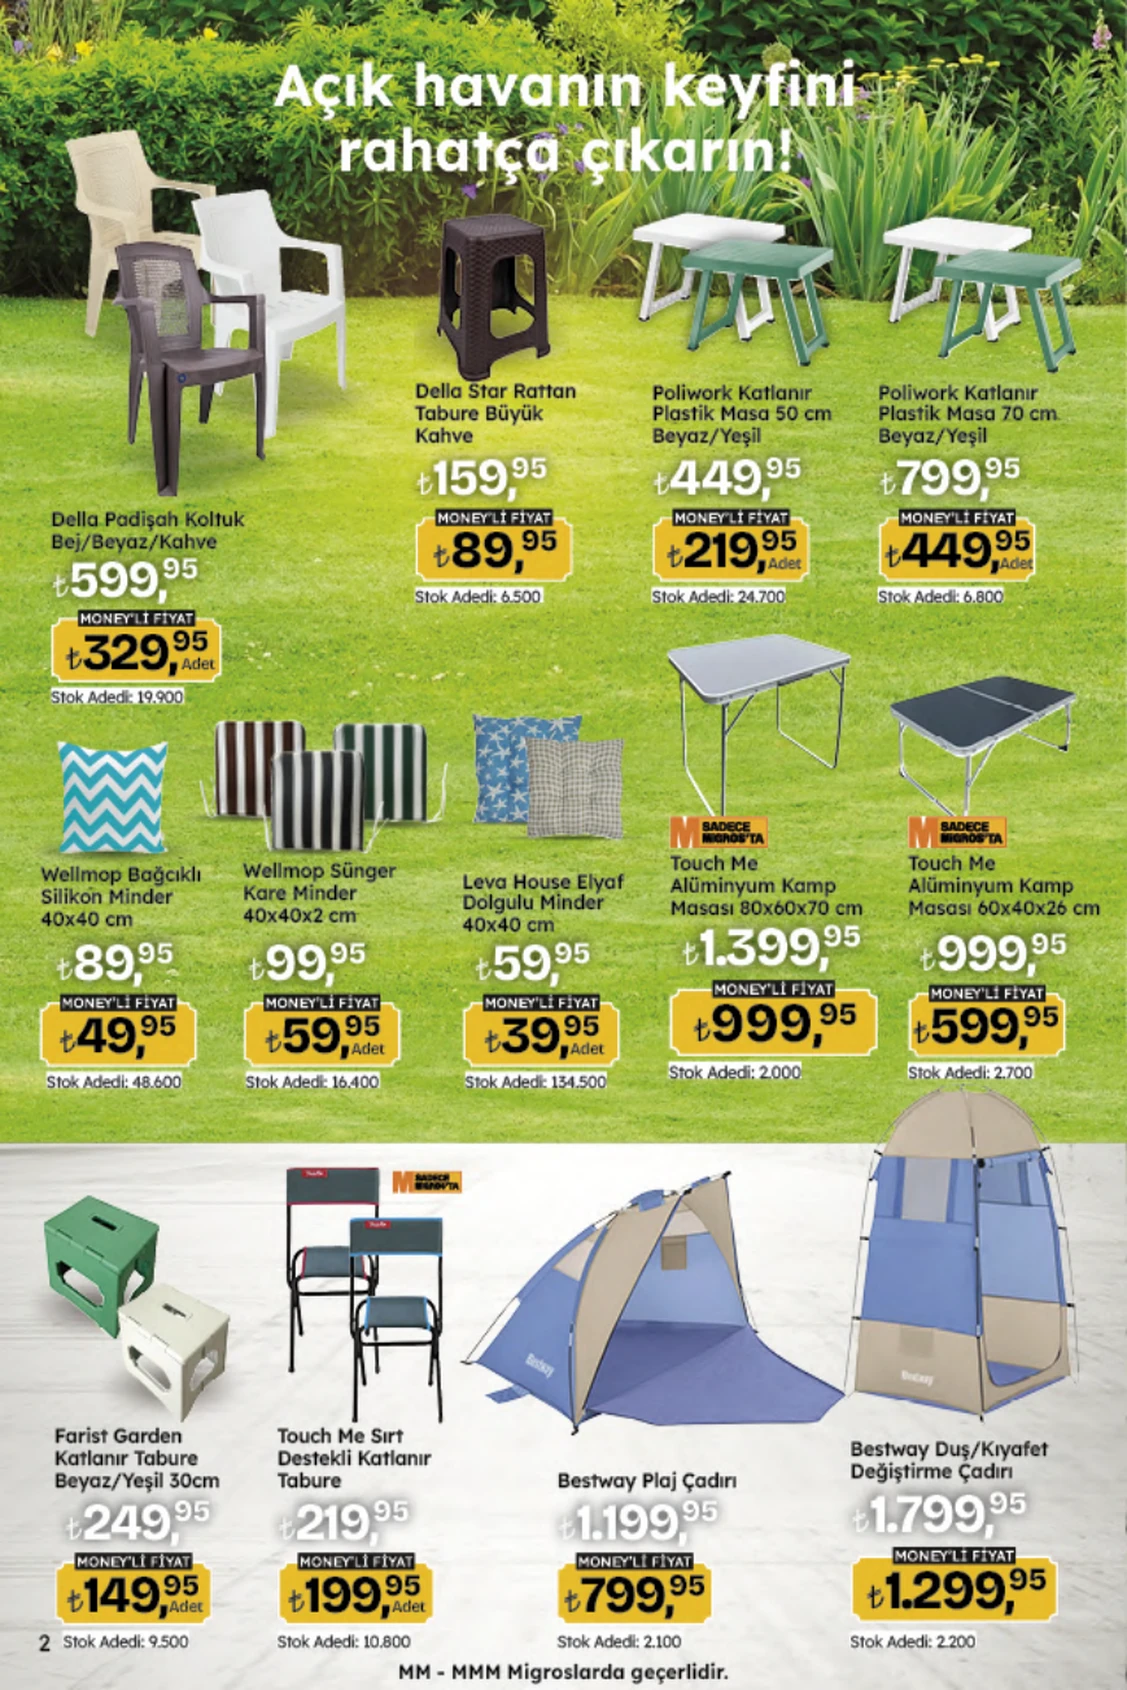 Açık havanın keyfini
rahatça çıkarın!
Della Padişah Koltuk
Bej/Beyaz/Kahve
₺599,95
MONEY'Lİ FİYAT
₺329,95 Adet
Stok Adedi: 19.900
Della Star Rattan
Tabure Büyük
Kahve
₺159,95
MONEY'Lİ FİYAT
₺89,95
Stok Adedi: 6.500
Poliwork Katlanır
Plastik Masa 50 cm
Beyaz/Yeşil
₺449,95
MONEY'Lİ FİYAT
₺219,95 Adet
Stok Adedi: 24.700
Poliwork Katlanır
Plastik Masa 70 cm
Beyaz/Yeşil
₺799,95
MONEY'Lİ FİYAT
₺449,95 Adet
Stok Adedi: 6.800
Wellmop Bağcıklı
Silikon Minder
40x40 cm
₺89,95
MONEY'Lİ FİYAT
₺49,95
Stok Adedi: 48.600
Wellmop Sünger
Kare Minder
40x40x2 cm
₺99,95
MONEY'Lİ FİYAT
₺59,95 Adet
Stok Adedi: 16.400
Leva House Elyaf
Dolgulu Minder
40x40 cm
₺59,95
MONEY'Lİ FİYAT
₺39,95 Adet
Stok Adedi: 134.500
M SADECE
MİGROS'TA
Touch Me
Alüminyum Kamp
Masası 80x60x70 cm
₺1.399,95
MONEY'Lİ FİYAT
₺999,95
Stok Adedi: 2.000
M SADECE
MİGROS'TA
Touch Me
Alüminyum Kamp
Masası 60x40x26 cm
₺999,95
MONEY'Lİ FİYAT
₺599,95
Stok Adedi: 2.700
Farist Garden
Katlanır Tabure
Beyaz/Yeşil 30cm
₺249,95
MONEY'Lİ FİYAT
₺149,95 Adet
Stok Adedi: 9.500
M SADECE
MİGROS'TA
Touch Me Sırt
Destekli Katlanır
Tabure
₺219,95
MONEY'Lİ FİYAT
₺199,95 Adet
Stok Adedi: 10.800
Bestway
Bestway Plaj Çadırı
₺1.199,95
MONEY'Lİ FİYAT
₺799,95
Stok Adedi: 2.100
Bestway
Bestway Duş/Kıyafet
Değiştirme Çadırı
₺1.799,95
MONEY'Lİ FİYAT
₺1.299,95
Stok Adedi: 2.200
2
MM - MMM Migroslarda geçerlidir.